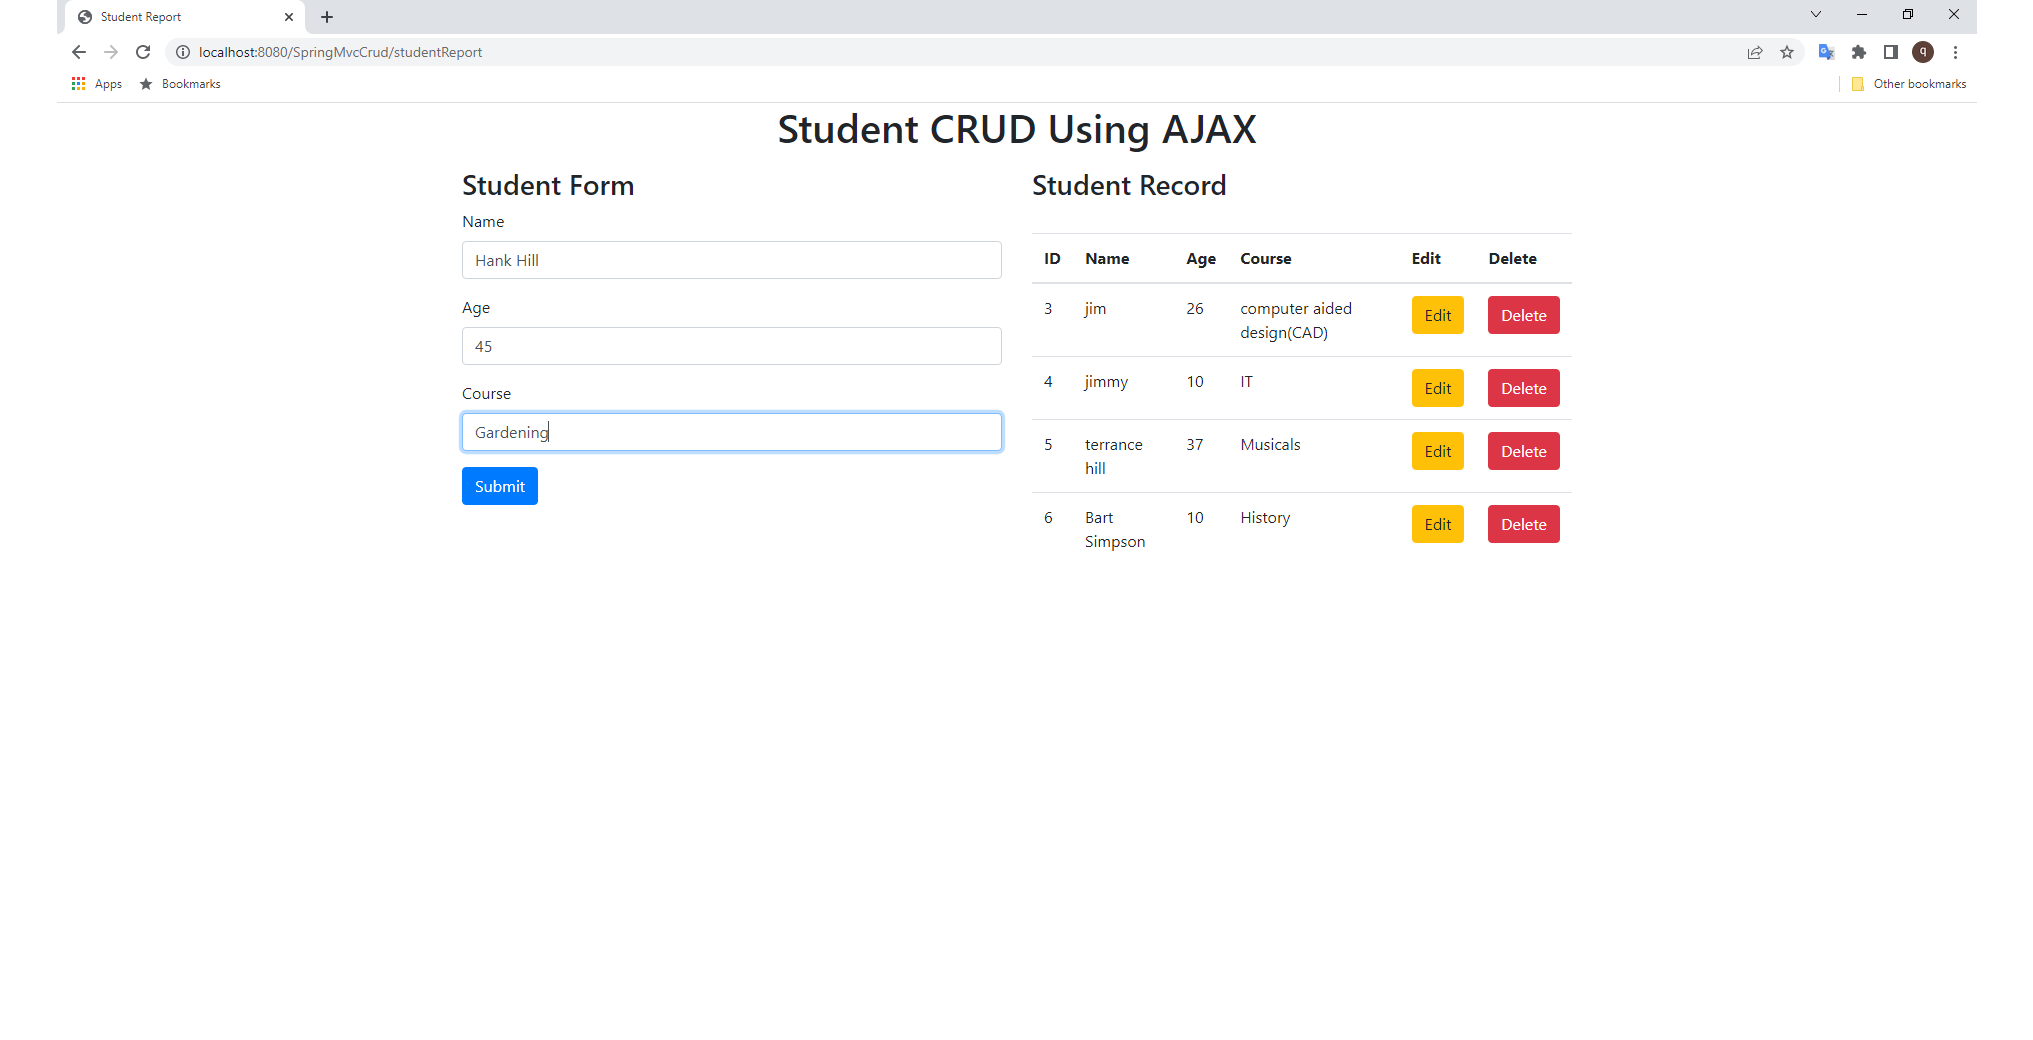 Student Report
localhost:8080/SpringMvcCrud/studentReport
q
Apps
Bookmarks
Other bookmarks
Student CRUD Using AJAX
Student Form
Name
Hank Hill
Age
45
Course
Gardening
Submit
Student Record
ID Name Age Course Edit Delete
3 jim 26 computer aided Edit Delete
design(CAD)
4 jimmy 10 IT Edit Delete
5 terrance 37 Musicals Edit Delete
hill
6 Bart 10 History Edit Delete
Simpson